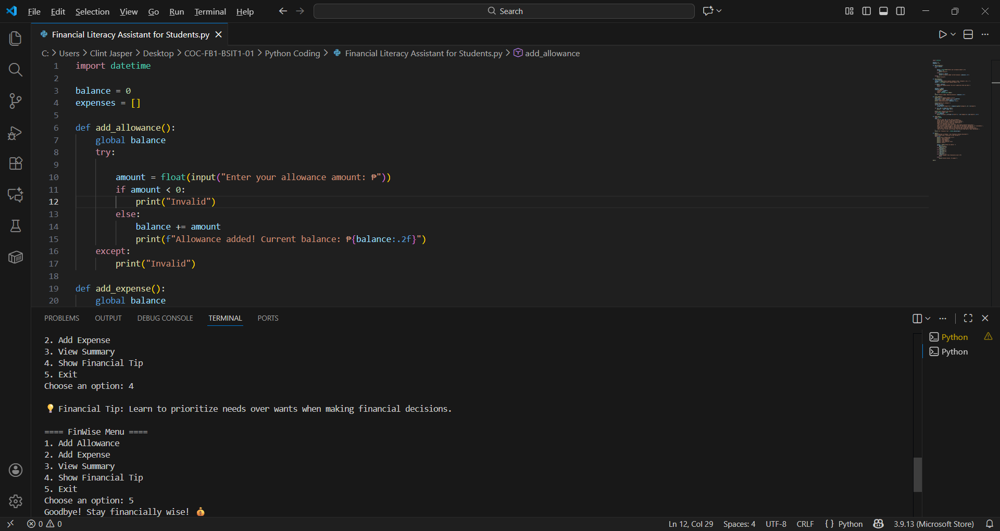 File Edit Selection View Go Run Terminal Help Search
Financial Literacy Assistant for Students.py
C: > Users > Clint Jasper > Desktop > COC-FB1-BSIT1-01 > Python Coding > Financial Literacy Assistant for Students.py > add_allowance
1 import datetime
2
3 balance = 0
4 expenses = []
5
6 def add_allowance():
7 global balance
8 try:
9
10 amount = float(input("Enter your allowance amount: ₱"))
11 if amount < 0:
12 print("Invalid")
13 else:
14 balance += amount
15 print(f"Allowance added! Current balance: ₱{balance:.2f}")
16 except:
17 print("Invalid")
18
19 def add_expense():
20 global balance
PROBLEMS OUTPUT DEBUG CONSOLE TERMINAL PORTS
2. Add Expense
3. View Summary
4. Show Financial Tip
5. Exit
Choose an option: 4
💡 Financial Tip: Learn to prioritize needs over wants when making financial decisions.
==== FinWise Menu ====
1. Add Allowance
2. Add Expense
3. View Summary
4. Show Financial Tip
5. Exit
Choose an option: 5
Goodbye! Stay financially wise! 💰
Python
Python
0 0 Ln 12, Col 29 Spaces: 4 UTF-8 CRLF {} Python 3.9.13 (Microsoft Store)